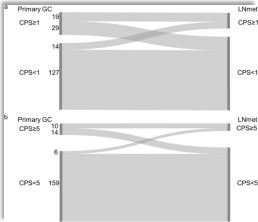 a
Primary GC LNmet
19
CPS≥1 CPS≥1
29
14
CPS<1 127 CPS<1
b
Primary GC LNmet
CPS≥5 10 CPS≥5
14
6
CPS<5 159 CPS<5